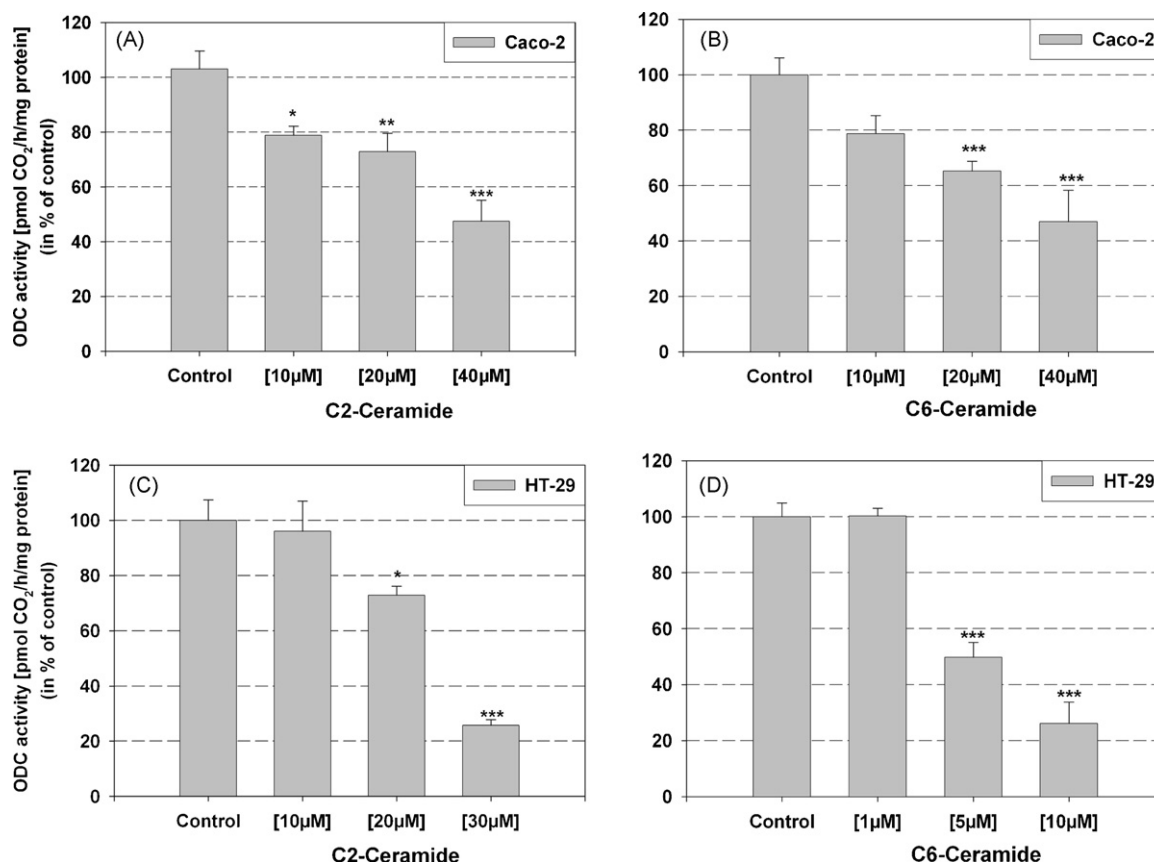 (A)
Caco-2
ODC activity [pmol CO₂/h/mg protein]
(in % of control)
120
100
80
60
40
20
0
*
**
***
Control [10µM] [20µM] [40µM]
C2-Ceramide
(B)
Caco-2
120
100
80
60
40
20
0
***
***
Control [10µM] [20µM] [40µM]
C6-Ceramide
(C)
HT-29
ODC activity [pmol CO₂/h/mg protein]
(in % of control)
120
100
80
60
40
20
0
*
***
Control [10µM] [20µM] [30µM]
C2-Ceramide
(D)
HT-29
120
100
80
60
40
20
0
***
***
Control [1µM] [5µM] [10µM]
C6-Ceramide